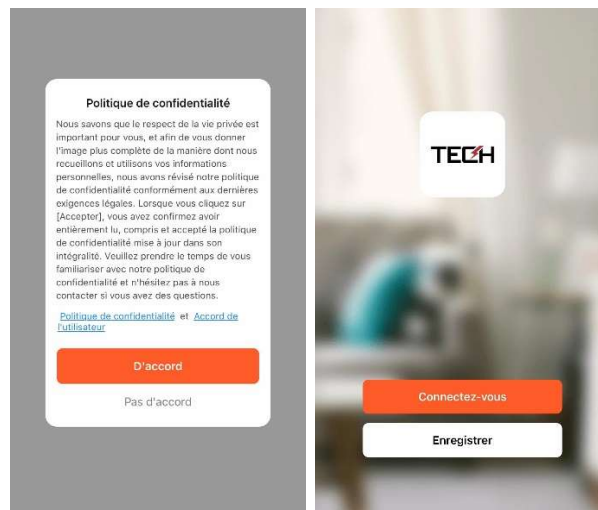 Politique de confidentialité
Nous savons que le respect de la vie privée est
important pour vous, et afin de vous donner
l'image plus complète de la manière dont nous
recueillons et utilisons vos informations
personnelles, nous avons révisé notre politique
de confidentialité conformément aux dernières
exigences légales. Lorsque vous cliquez sur
[Accepter], vous avez confirmez avoir
entièrement lu, compris et accepté la politique
de confidentialité mise à jour dans son
intégralité. Veuillez prendre le temps de vous
familiariser avec notre politique de
confidentialité et n'hésitez pas à nous
contacter si vous avez des questions.
Politique de confidentialité et Accord de
l'utilisateur
D'accord
Pas d'accord
TECH
Connectez-vous
Enregistrer